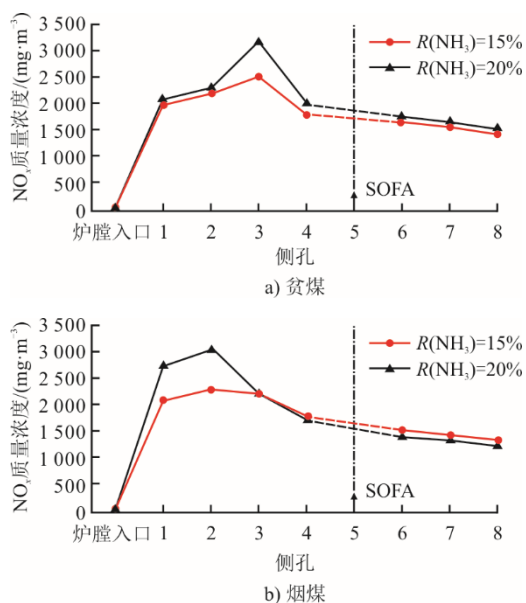 3 500
3 000
2 500
2 000
1 500
1 000
500
0
NOₓ质量浓度/(mg·m⁻³)
R(NH₃)=15%
R(NH₃)=20%
SOFA
炉膛入口 1 2 3 4 5 6 7 8
侧孔
a) 贫煤
3 500
3 000
2 500
2 000
1 500
1 000
500
0
NOₓ质量浓度/(mg·m⁻³)
R(NH₃)=15%
R(NH₃)=20%
SOFA
炉膛入口 1 2 3 4 5 6 7 8
侧孔
b) 烟煤